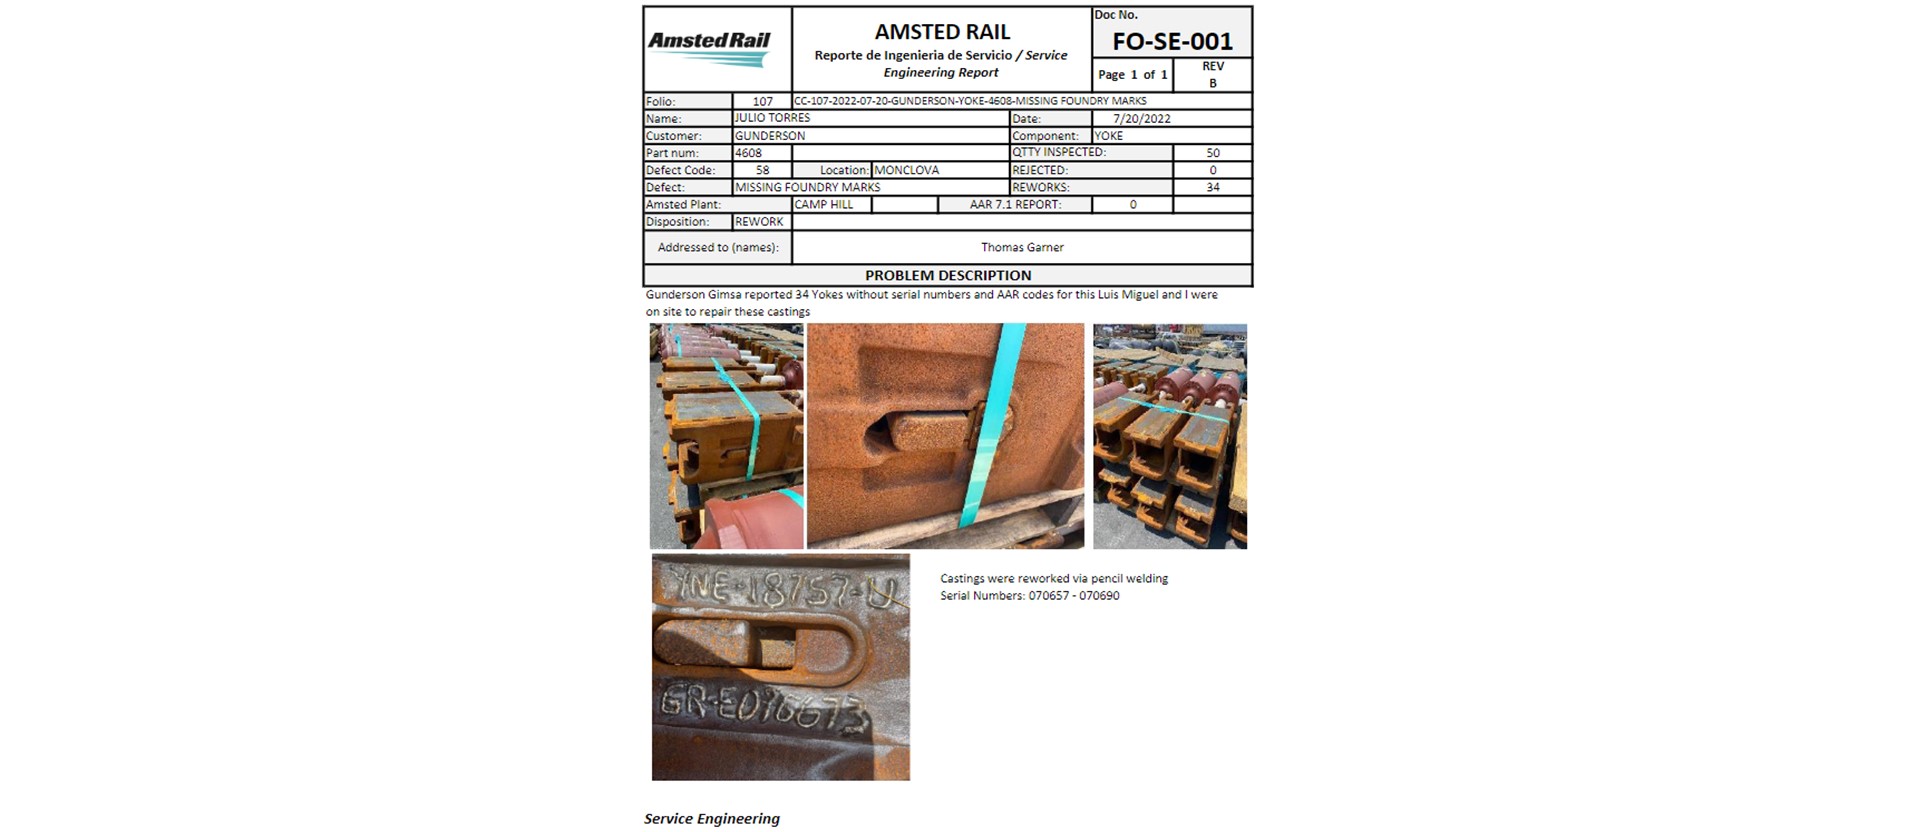 AmstedRail
AMSTED RAIL
Reporte de Ingenieria de Servicio / Service
Engineering Report
Doc No.
FO-SE-001
Page 1 of 1
REV
B
Folio: 107 CC-107-2022-07-20-GUNDERSON-YOKE-4608-MISSING FOUNDRY MARKS
Name: JULIO TORRES Date: 7/20/2022
Customer: GUNDERSON Component: YOKE
Part num: 4608 QTTY INSPECTED: 50
Defect Code: 58 Location: MONCLOVA REJECTED: 0
Defect: MISSING FOUNDRY MARKS REWORKS: 34
Amsted Plant: CAMP HILL AAR 7.1 REPORT: 0
Disposition: REWORK
Addressed to (names): Thomas Garner
PROBLEM DESCRIPTION
Gunderson Gimsa reported 34 Yokes without serial numbers and AAR codes for this Luis Miguel and I were
on site to repair these castings
YNE-18757-U
GR-E070673
Castings were reworked via pencil welding
Serial Numbers: 070657 - 070690
Service Engineering